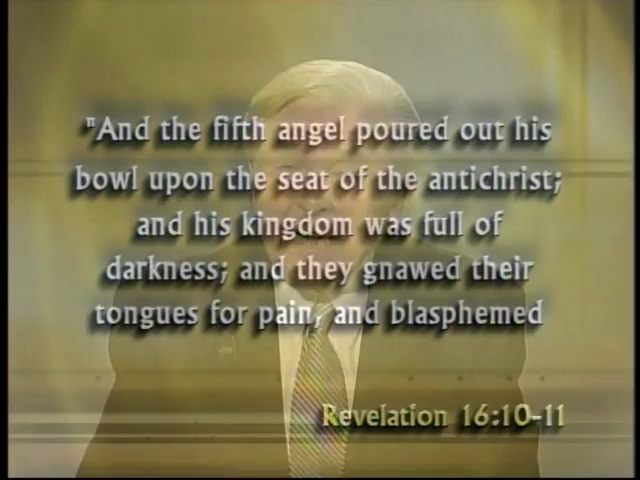 "And the fifth angel poured out his
bowl upon the seat of the antichrist;
and his kingdom was full of
darkness; and they gnawed their
tongues for pain, and blasphemed
Revelation 16:10-11